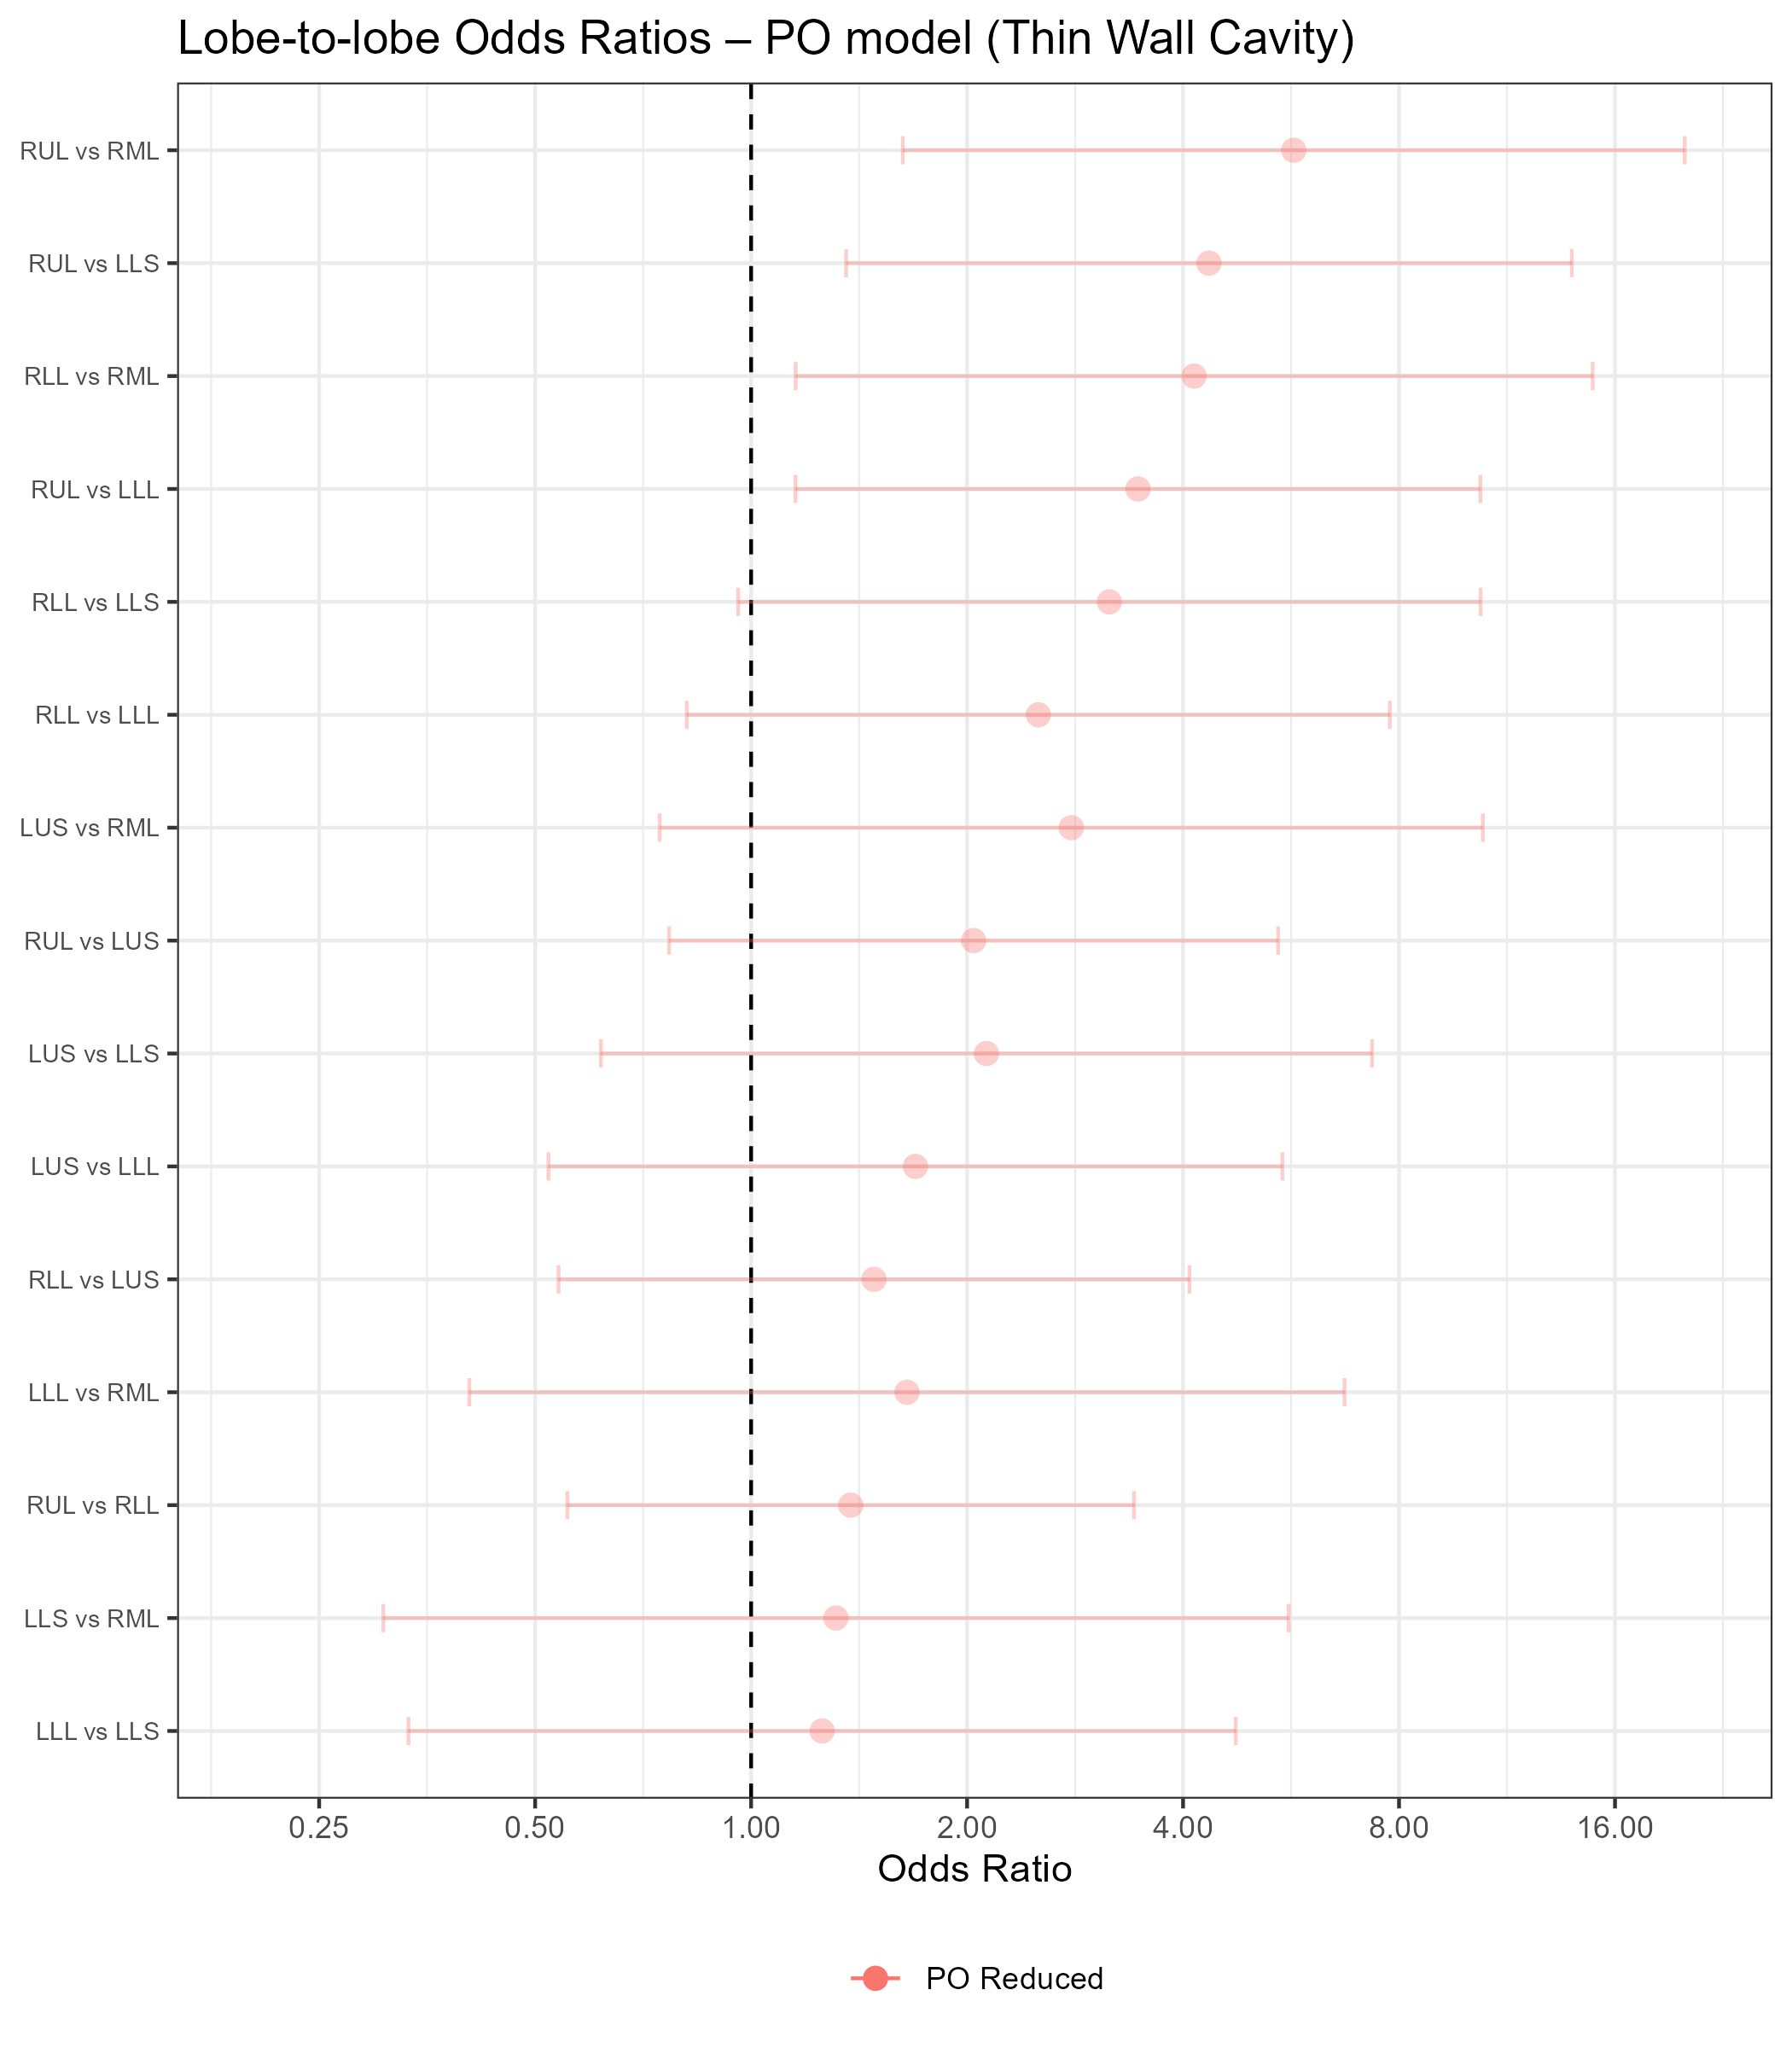 Lobe-to-lobe Odds Ratios – PO model (Thin Wall Cavity)
RUL vs RML
RUL vs LLS
RLL vs RML
RUL vs LLL
RLL vs LLS
RLL vs LLL
LUS vs RML
RUL vs LUS
LUS vs LLS
LUS vs LLL
RLL vs LUS
LLL vs RML
RUL vs RLL
LLS vs RML
LLL vs LLS
0.25 0.50 1.00 2.00 4.00 8.00 16.00
Odds Ratio
PO Reduced